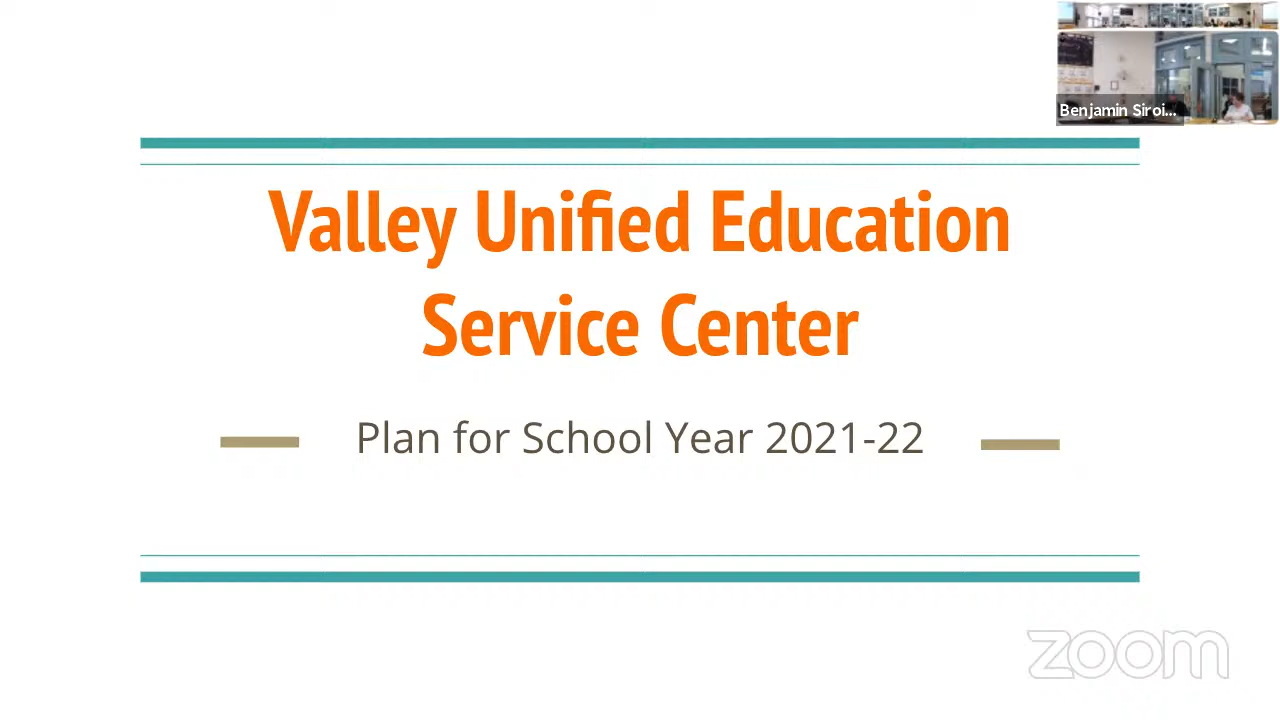 Benjamin Siroi...
Valley Unified Education
Service Center
Plan for School Year 2021-22
zoom